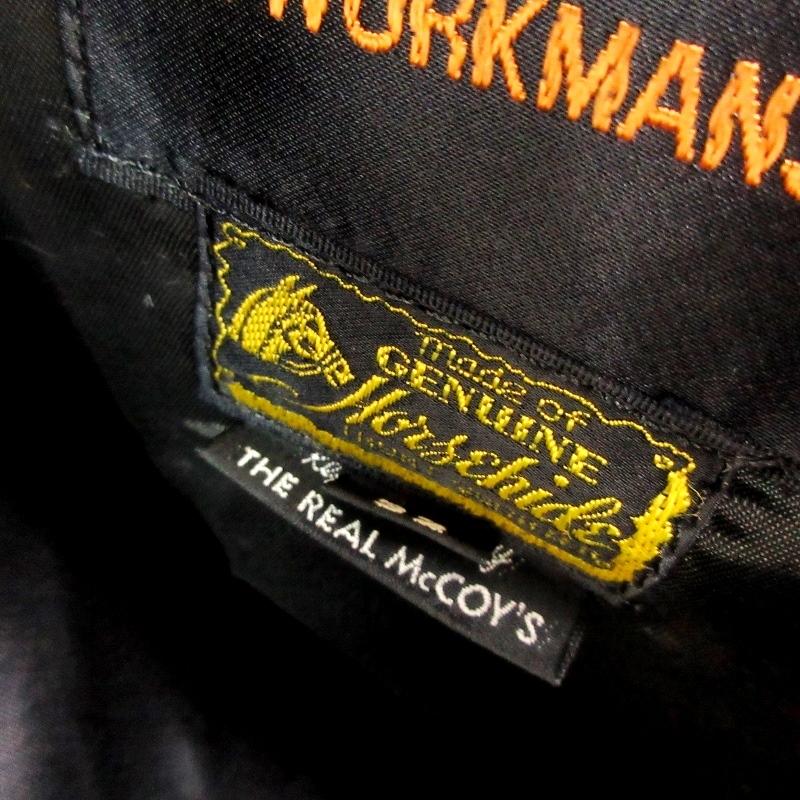 WORKMAN
made of
GENUINE
Horsehide
THE REAL McCOY'S